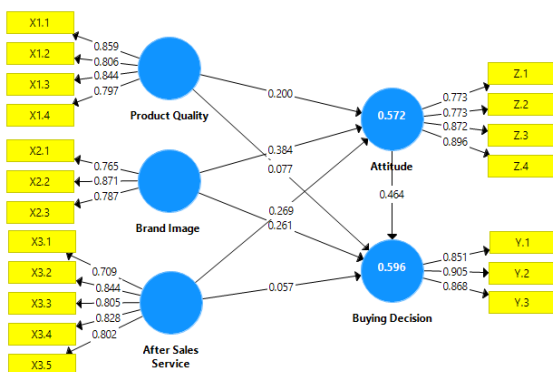 X1.1
X1.2
X1.3
X1.4
0.859
0.806
0.844
0.797
Product Quality
X2.1
X2.2
X2.3
0.765
0.871
0.787
Brand Image
X3.1
X3.2
X3.3
X3.4
X3.5
0.709
0.844
0.805
0.828
0.802
After Sales
Service
0.200
0.384
0.077
0.269
0.261
0.057
0.572
Attitude
0.464
0.596
Buying Decision
0.773
0.773
0.872
0.896
Z.1
Z.2
Z.3
Z.4
0.851
0.905
0.868
Y.1
Y.2
Y.3